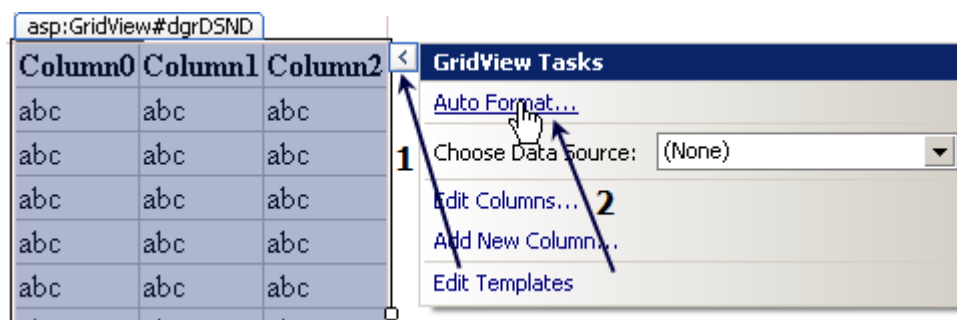 asp:GridView#dgrDSND
Column0 Column1 Column2
abc abc abc
abc abc abc
abc abc abc
abc abc abc
abc abc abc
GridView Tasks
Auto Format...
Choose Data Source: (None)
Edit Columns...
Add New Column...
Edit Templates
1
2